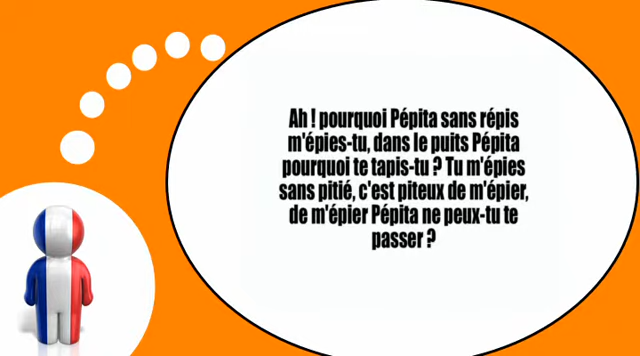 Ah ! pourquoi Pépita sans répis
m'épies-tu, dans le puits Pépita
pourquoi te tapis-tu ? Tu m'épies
sans pitié, c'est piteux de m'épier,
de m'épier Pépita ne peux-tu te
passer ?